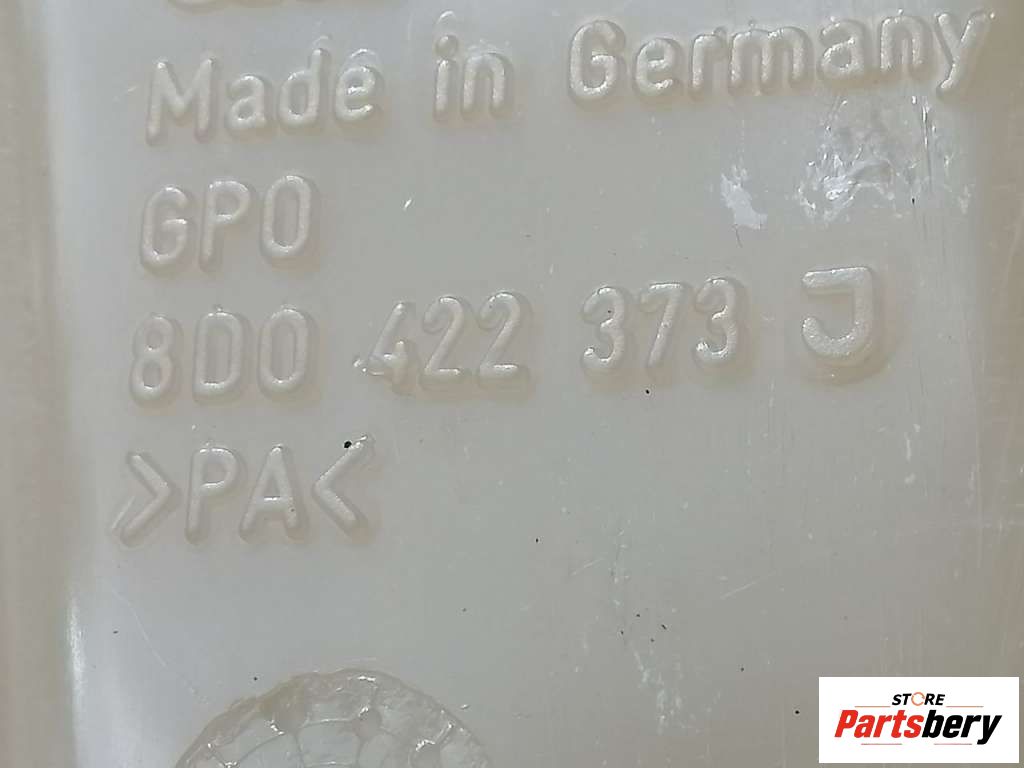 Made in Germany
GPO
8D0 422 373 J
>PA<
STORE
Partsbery